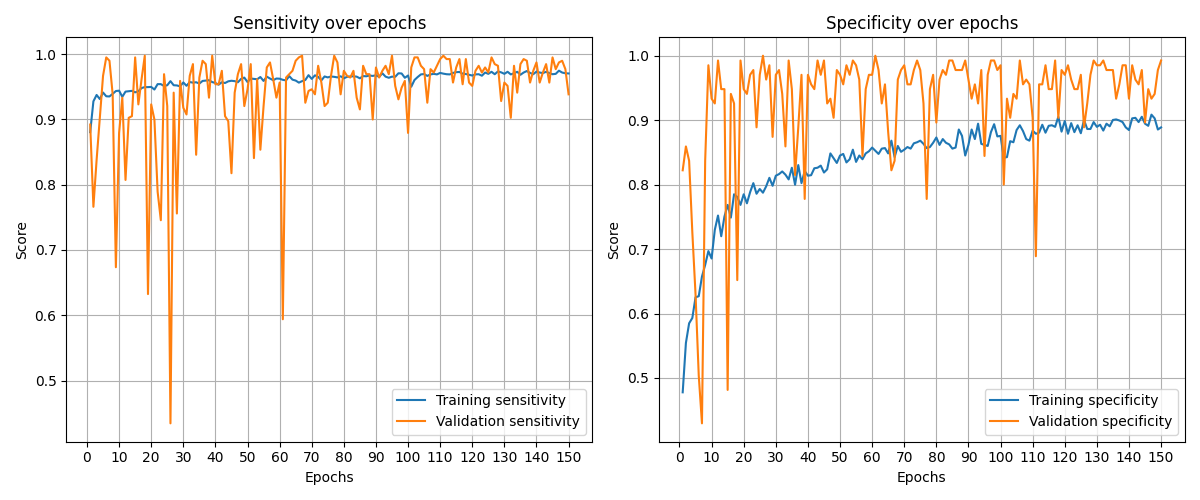 Sensitivity over epochs
Score
1.0
0.9
0.8
0.7
0.6
0.5
0 10 20 30 40 50 60 70 80 90 100 110 120 130 140 150
Epochs
Training sensitivity
Validation sensitivity
Specificity over epochs
Score
1.0
0.9
0.8
0.7
0.6
0.5
0 10 20 30 40 50 60 70 80 90 100 110 120 130 140 150
Epochs
Training specificity
Validation specificity